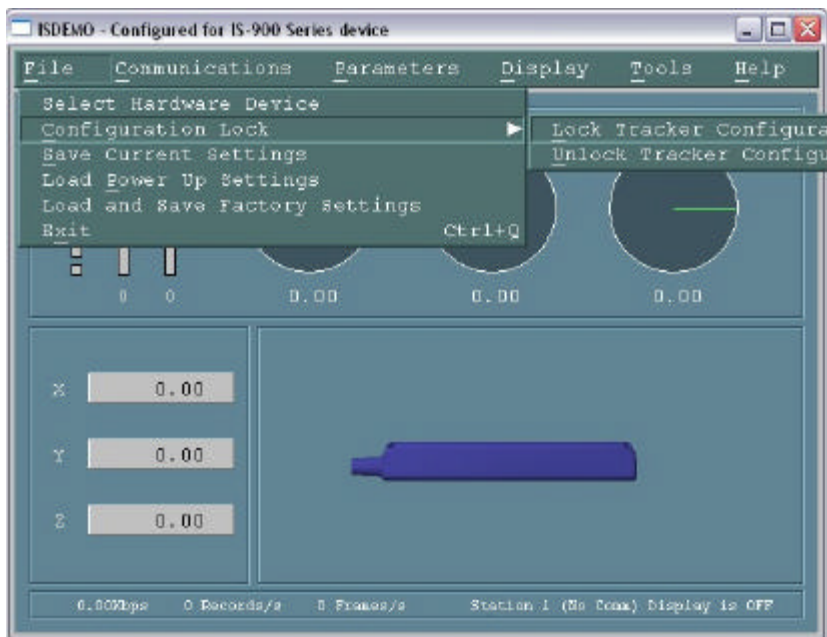 ISDEMO - Configured for IS-900 Series device
File Communications Parameters Display Tools Help
Select Hardware Device
Configuration Lock
Lock Tracker Configura
Save Current Settings
Unlock Tracker Configu
Load Power Up Settings
Load and Save Factory Settings
Exit Ctrl+Q
0 0 0.00 0.00 0.00
X 0.00
Y 0.00
Z 0.00
0.00Kbps 0 Records/s 0 Frames/s Station 1 (No Comm) Display is OFF